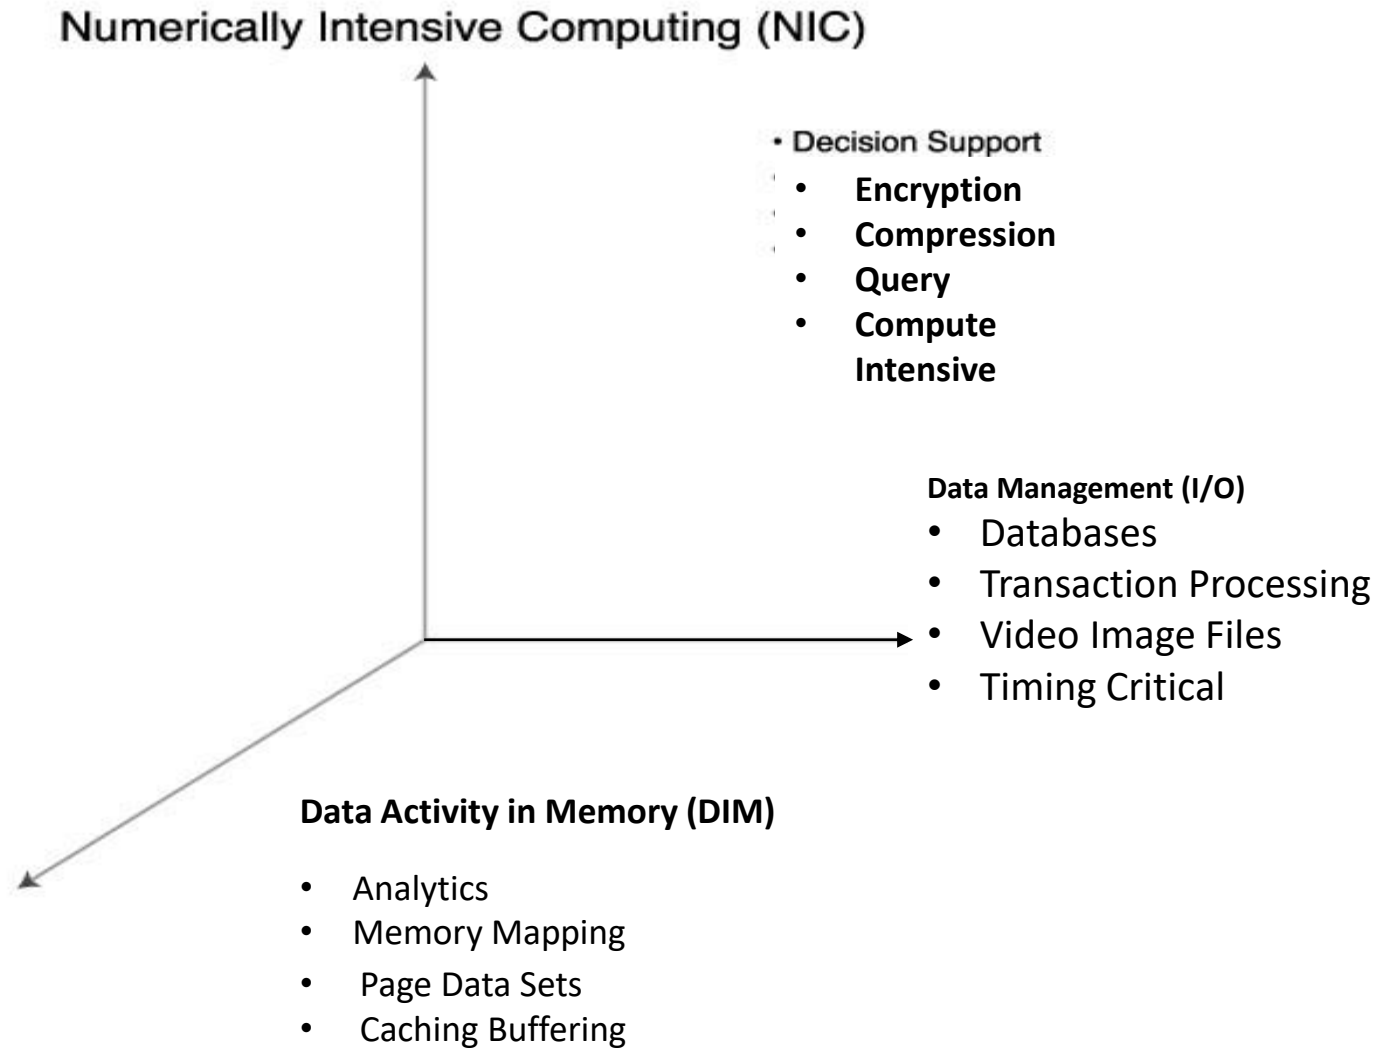 Numerically Intensive Computing (NIC)
• Decision Support
• Encryption
• Compression
• Query
• Compute
Intensive
Data Management (I/O)
• Databases
• Transaction Processing
• Video Image Files
• Timing Critical
Data Activity in Memory (DIM)
• Analytics
• Memory Mapping
• Page Data Sets
• Caching Buffering